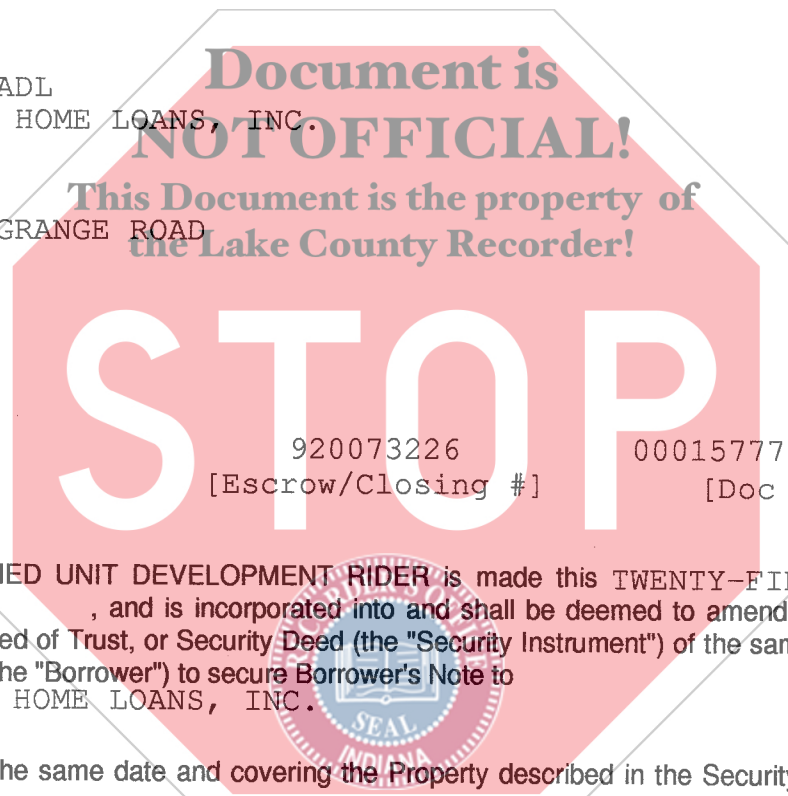 Document is
ADL
HOME LOANS, INC.
NOT OFFICIAL!
This Document is the property of
GRANGE ROAD
the Lake County Recorder!
STOP
920073226 00015777
[Escrow/Closing #] [Doc
NED UNIT DEVELOPMENT RIDER is made this TWENTY-FI
, and is incorporated into and shall be deemed to amend
ed of Trust, or Security Deed (the "Security Instrument") of the sam
he "Borrower") to secure Borrower's Note to
HOME LOANS, INC.
RECORDER'S OFFICE
SEAL
INDIANA
he same date and covering the Property described in the Security